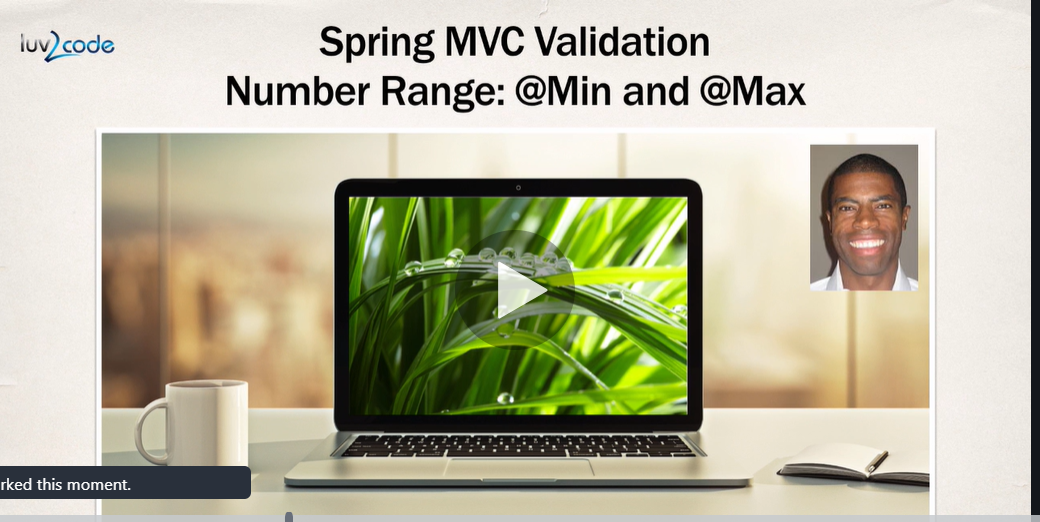 luv2code
Spring MVC Validation
Number Range: @Min and @Max
rked this moment.